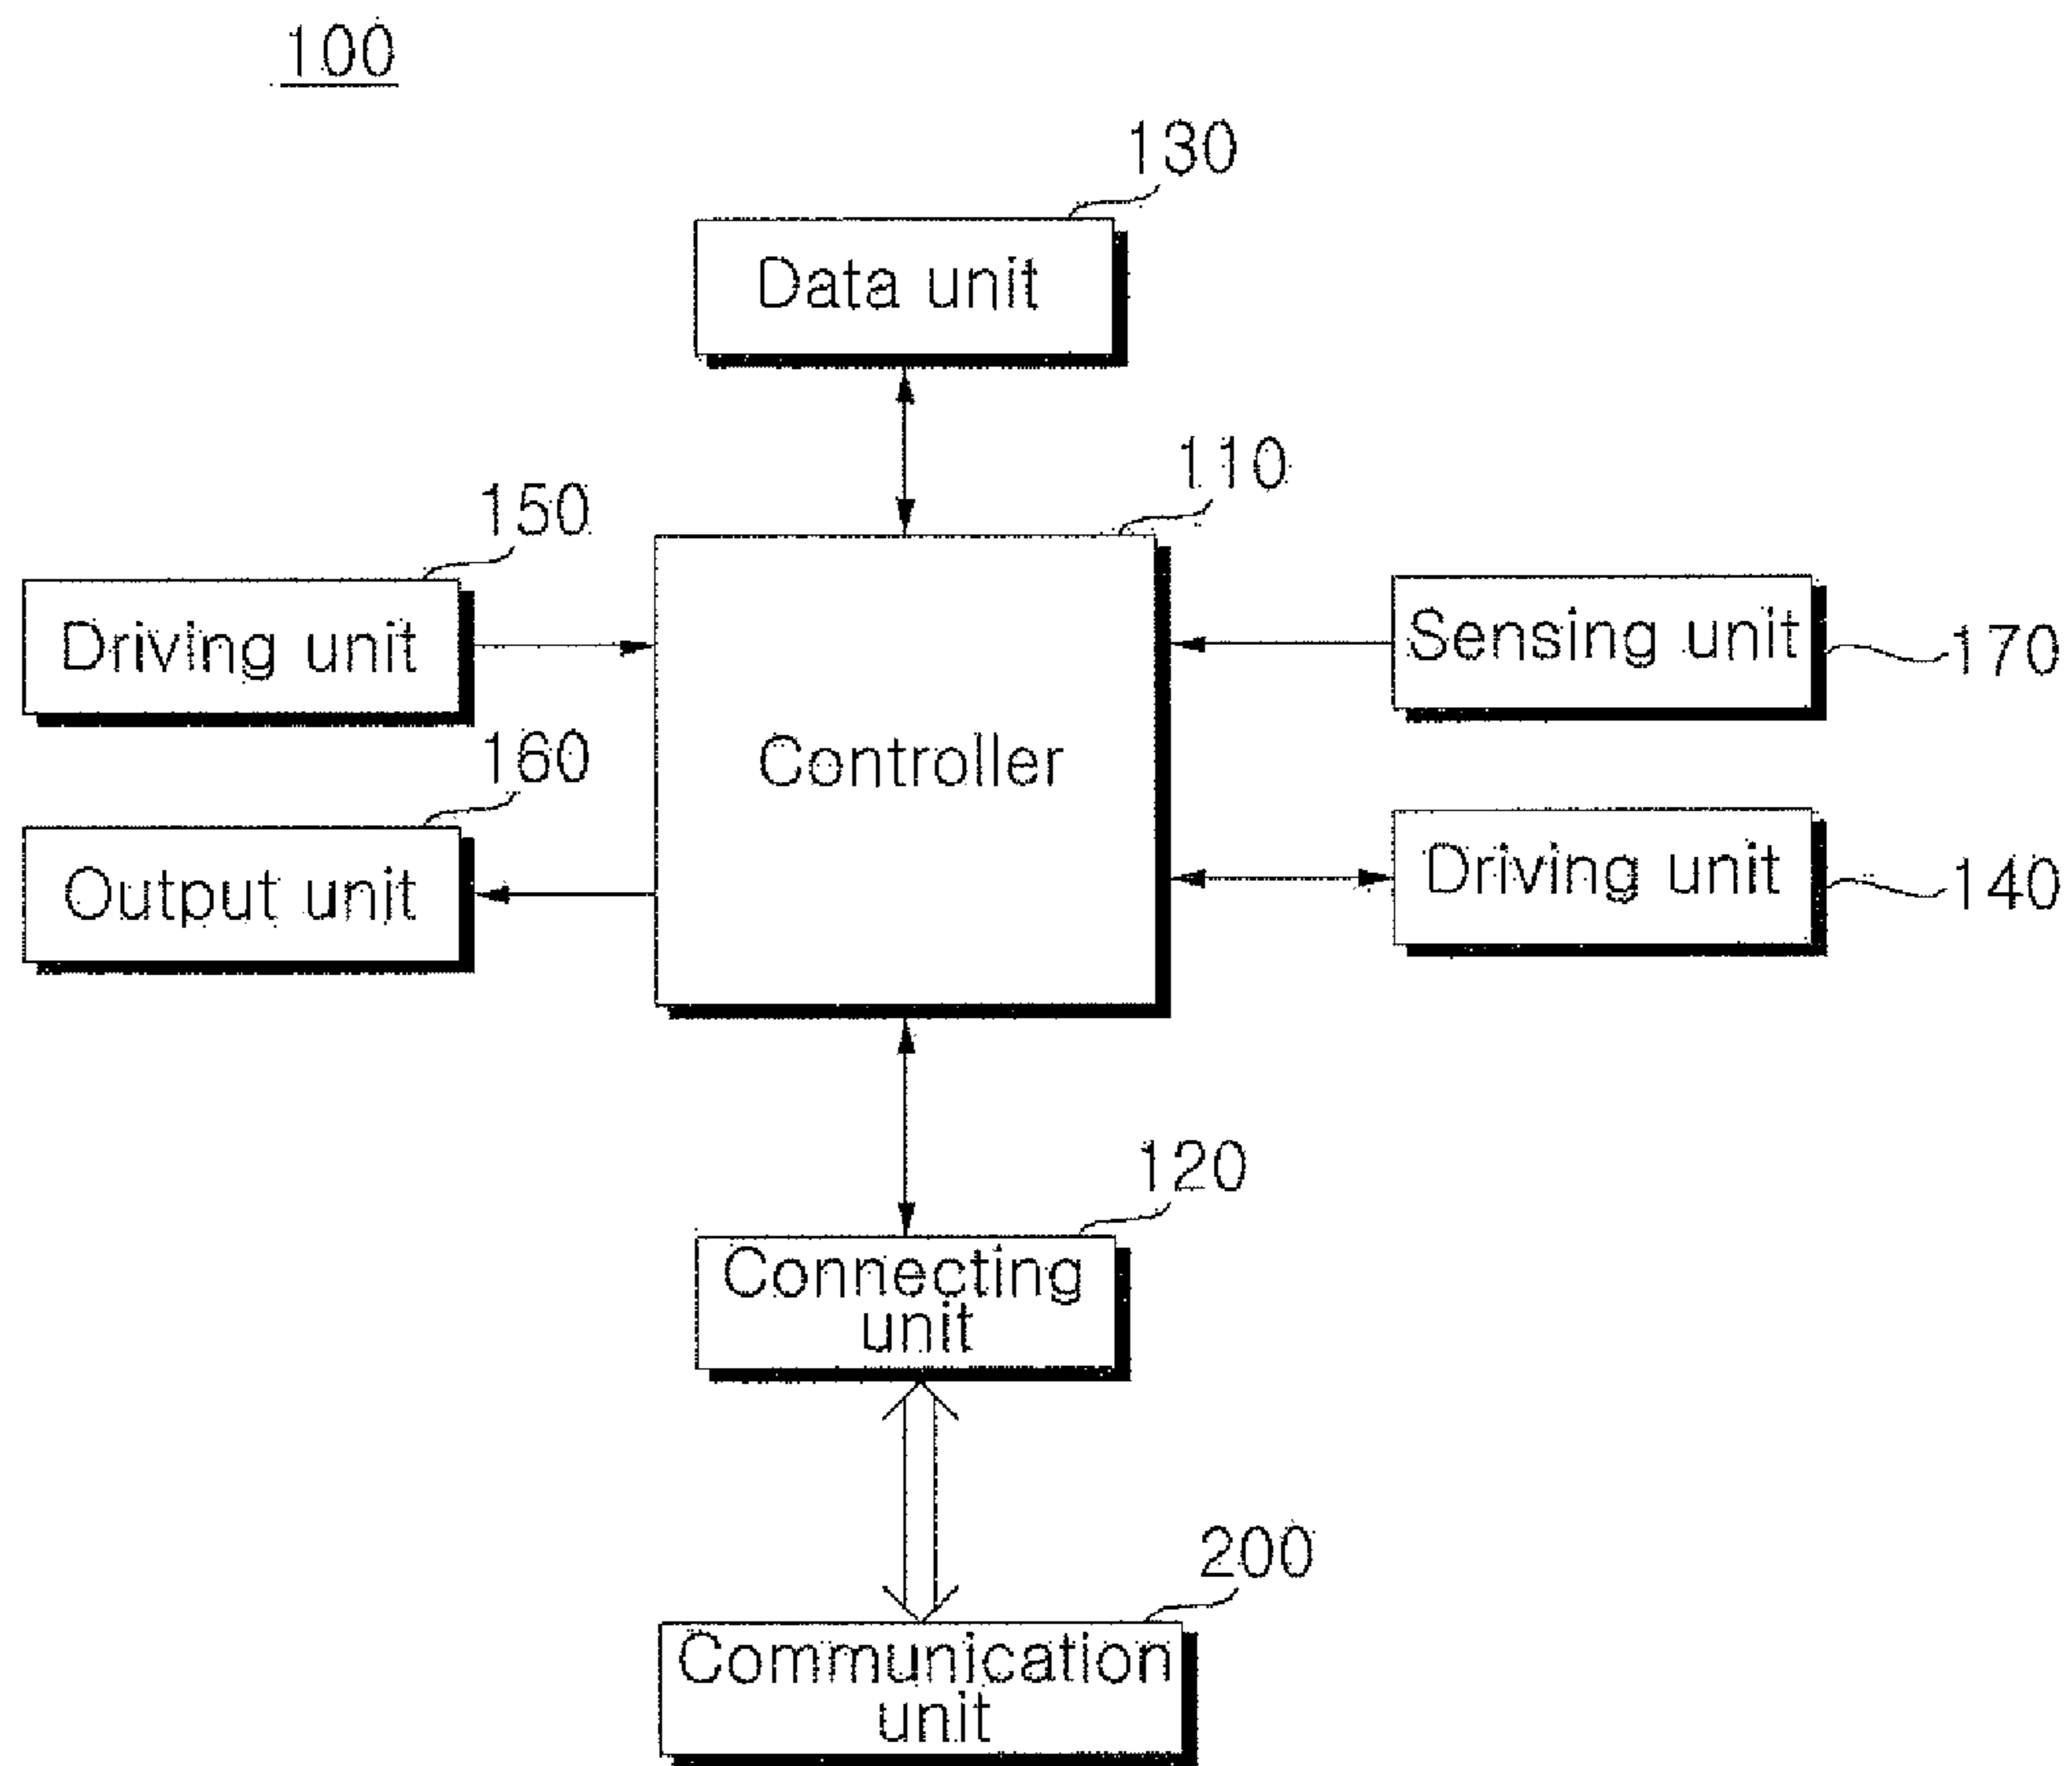 100
130
Data unit
110
150
Driving unit
Sensing unit
170
Controller
160
Output unit
Driving unit
140
120
Connecting
unit
200
Communication
unit